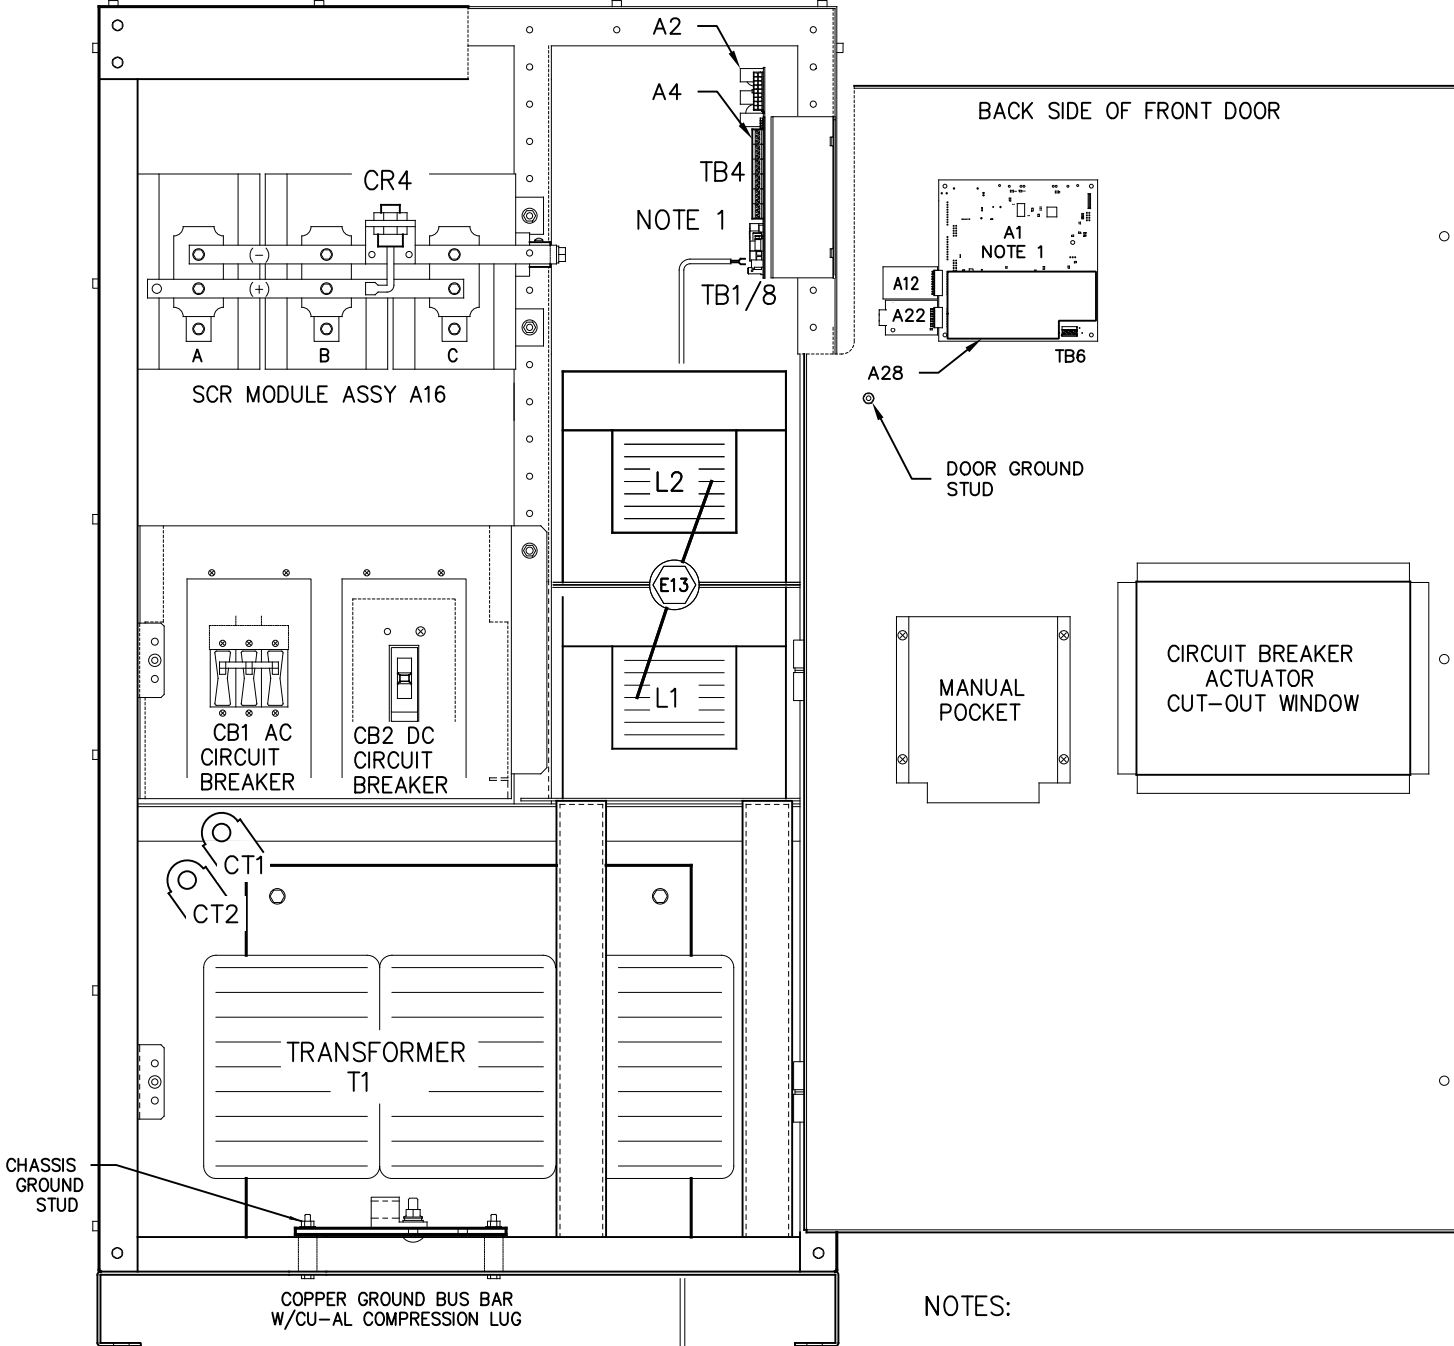 A2
A4
BACK SIDE OF FRONT DOOR
CR4
TB4
NOTE 1
A1
NOTE 1
(-)
(+)
TB1/8
A12
A22
A
B
C
TB6
A28
SCR MODULE ASSY A16
DOOR GROUND
STUD
L2
E13
L1
CIRCUIT BREAKER
ACTUATOR
CUT-OUT WINDOW
MANUAL
POCKET
CB1 AC
CIRCUIT
BREAKER
CB2 DC
CIRCUIT
BREAKER
CT1
CT2
TRANSFORMER
T1
CHASSIS
GROUND
STUD
COPPER GROUND BUS BAR
W/CU-AL COMPRESSION LUG
NOTES: